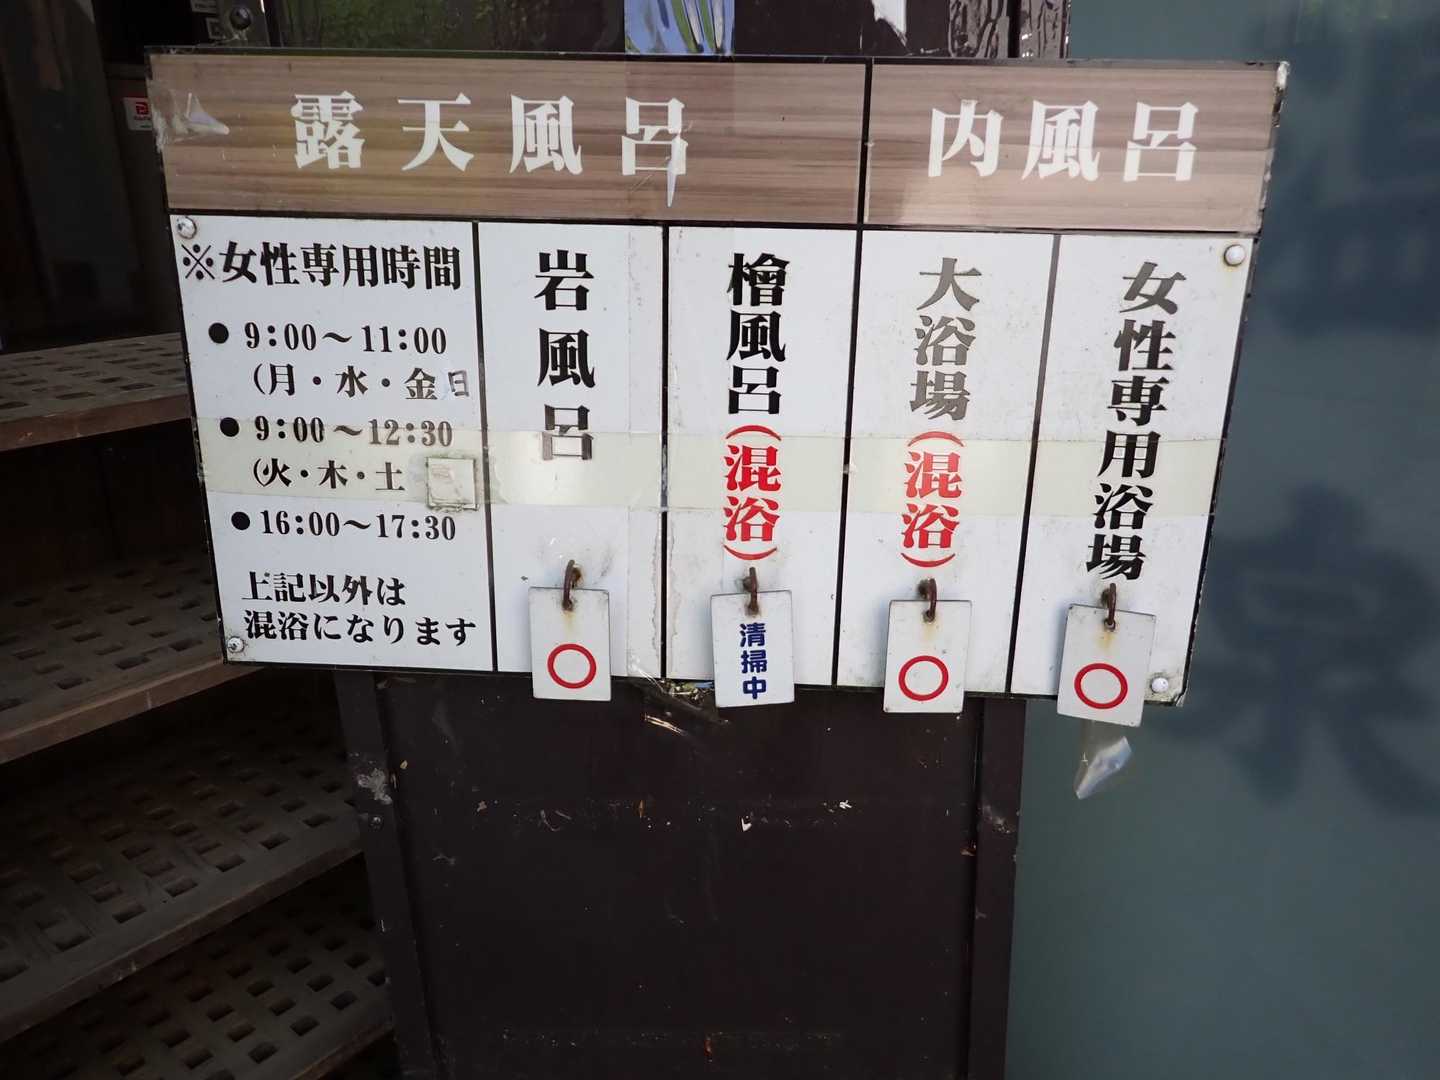 露天風呂
内風呂
※女性専用時間
●9:00～11:00
(月・水・金 日
●9:00～12:30
(火・木・土
●16:00～17:30
上記以外は
混浴になります
岩風呂
○
檜風呂(混浴)
清掃中
大浴場(混浴)
○
女性専用浴場
○